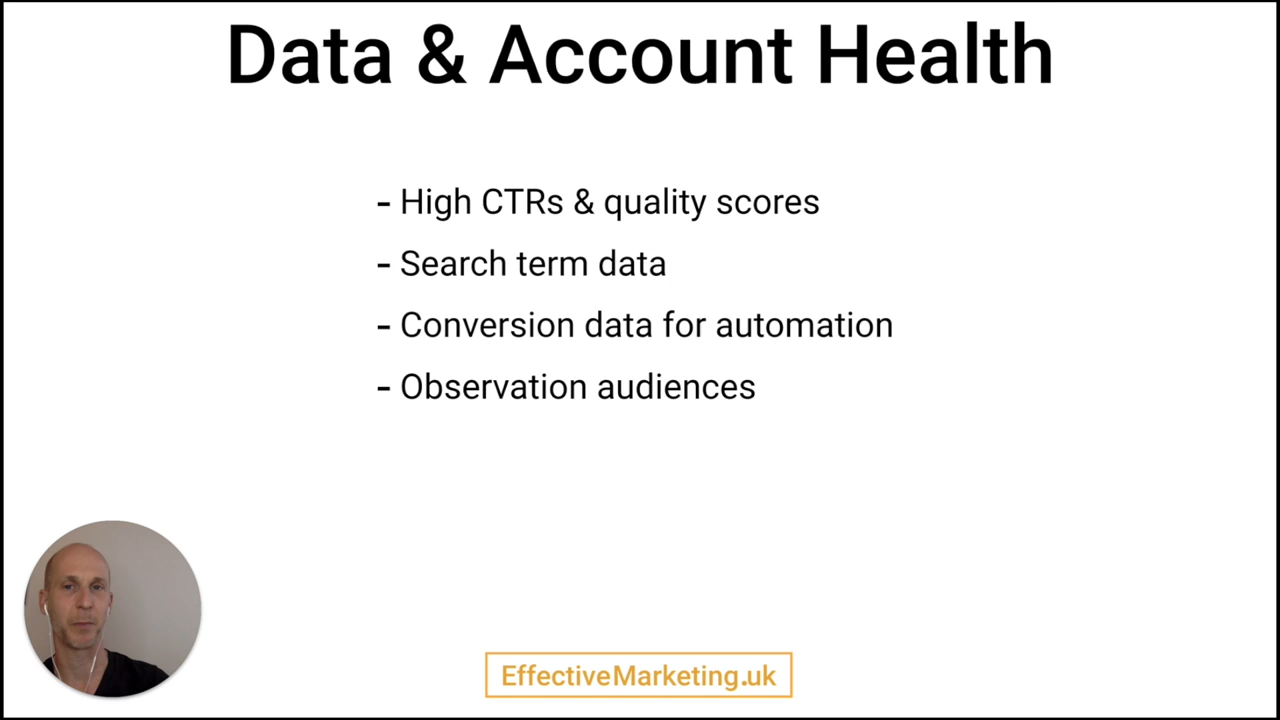 Data & Account Health
- High CTRs & quality scores
- Search term data
- Conversion data for automation
- Observation audiences
EffectiveMarketing.uk